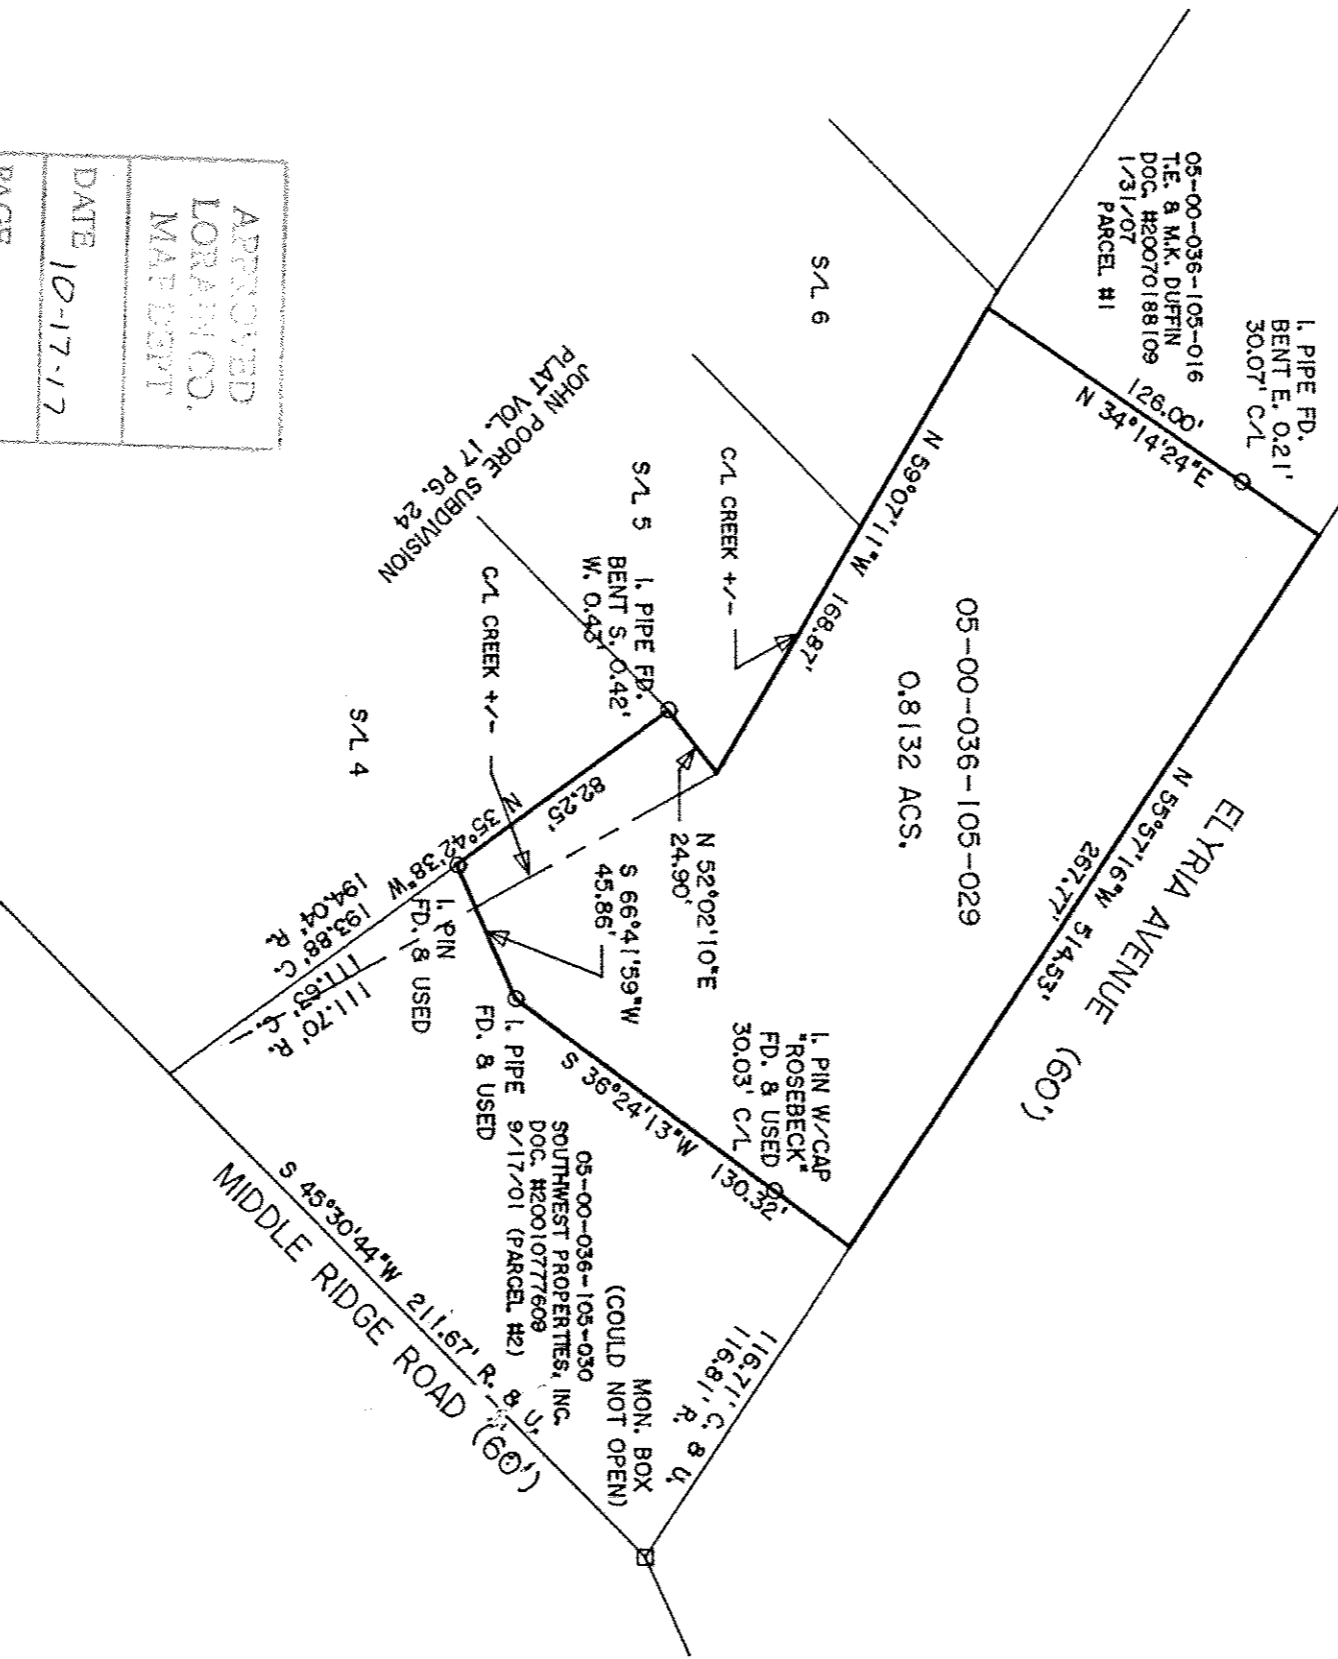 I. PIPE FD.
BENT E. 0.21'
30.07' C/L
05-00-036-105-016
T.E. & M.K. DUFFIN
DOC. #20070188109
1/31/07
PARCEL #1
126.00'
N 34°14'24"E
ELYRIA AVENUE (60')
N 55°57'16"W 514.53'
267.77'
05-00-036-105-029
0.8132 ACS.
N 59°07'11"W 168.87'
C/L CREEK +/-
S/L 6
S/L 5
I. PIPE FD.
BENT S. 0.42'
W. 0.43'
JOHN POORE SUBDIVISION
PLAT VOL. 17 PG. 24
C/L CREEK +/-
S/L 4
N 52°02'10"E
24.90'
82.25'
N 35°42'38"W
193.88' C.
194.04' R.
111.63' C.
111.70' R.
S 66°41'59"W
45.86'
I. PIN
FD. & USED
I. PIPE
FD. & USED
S 36°24'13"W 130.32'
I. PIN W/CAP
"ROSEBECK"
FD. & USED
30.03' C/L
05-00-036-105-030
SOUTHWEST PROPERTIES, INC.
DOC. #20010777609
9/17/01 (PARCEL #2)
116.71' C. & U.
116.81' R.
MON. BOX
(COULD NOT OPEN)
S 45°30'44"W 211.67' R. & U.
MIDDLE RIDGE ROAD (60')
APPROVED
LORAIN CO.
MAP DEPT
DATE 10-17-17
PAGE